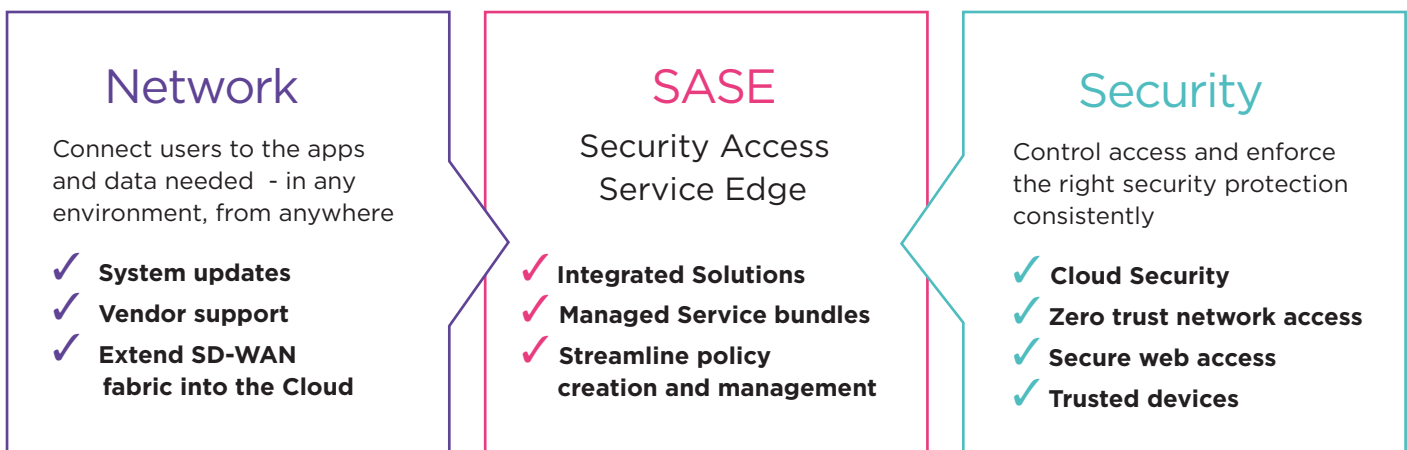 Network
Connect users to the apps
and data needed - in any
environment, from anywhere
✓ System updates
✓ Vendor support
✓ Extend SD-WAN
fabric into the Cloud
SASE
Security Access
Service Edge
✓ Integrated Solutions
✓ Managed Service bundles
✓ Streamline policy
creation and management
Security
Control access and enforce
the right security protection
consistently
✓ Cloud Security
✓ Zero trust network access
✓ Secure web access
✓ Trusted devices